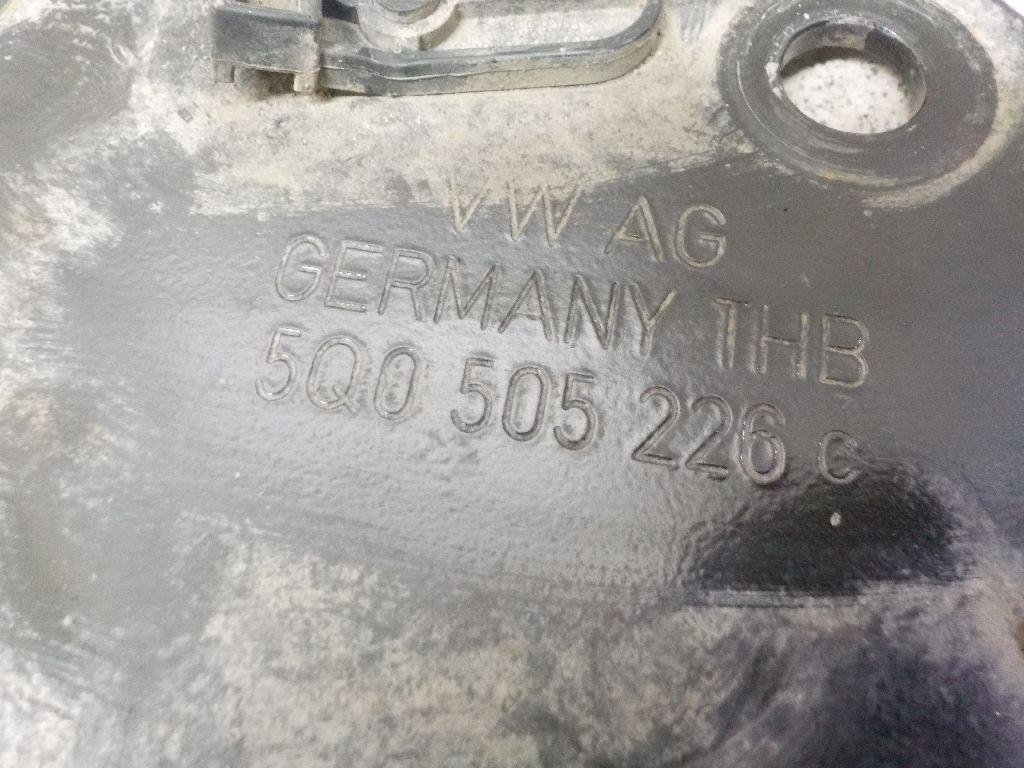 VW AG
GERMANY THB
5Q0 505 226 C